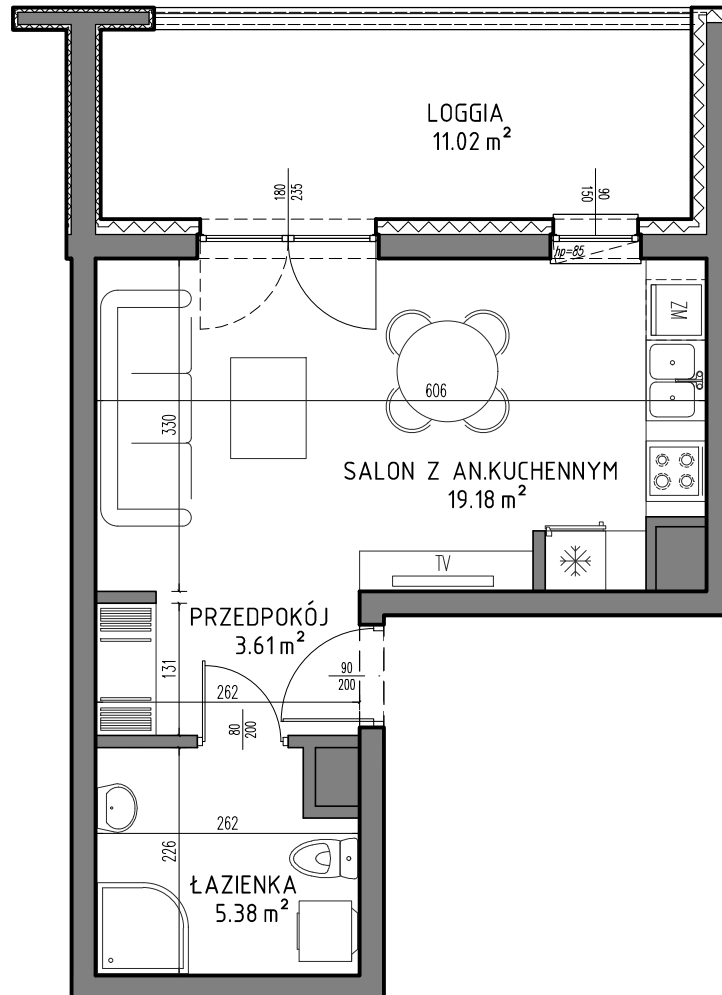 LOGGIA
11.02 m²
180
235
90
150
hp=85
ZM
606
330
SALON Z AN.KUCHENNYM
19.18 m²
TV
PRZEDPOKÓJ
3.61 m²
131
90
200
262
80
200
262
226
ŁAZIENKA
5.38 m²